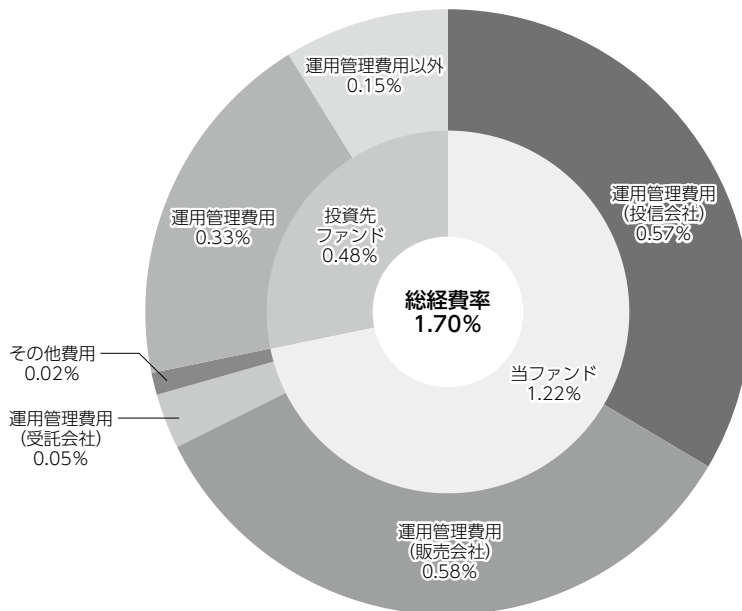 運用管理費用以外
0.15%
運用管理費用
(投信会社)
0.57%
運用管理費用
0.33%
投資先
ファンド
0.48%
総経費率
1.70%
当ファンド
1.22%
その他費用
0.02%
運用管理費用
(受託会社)
0.05%
運用管理費用
(販売会社)
0.58%